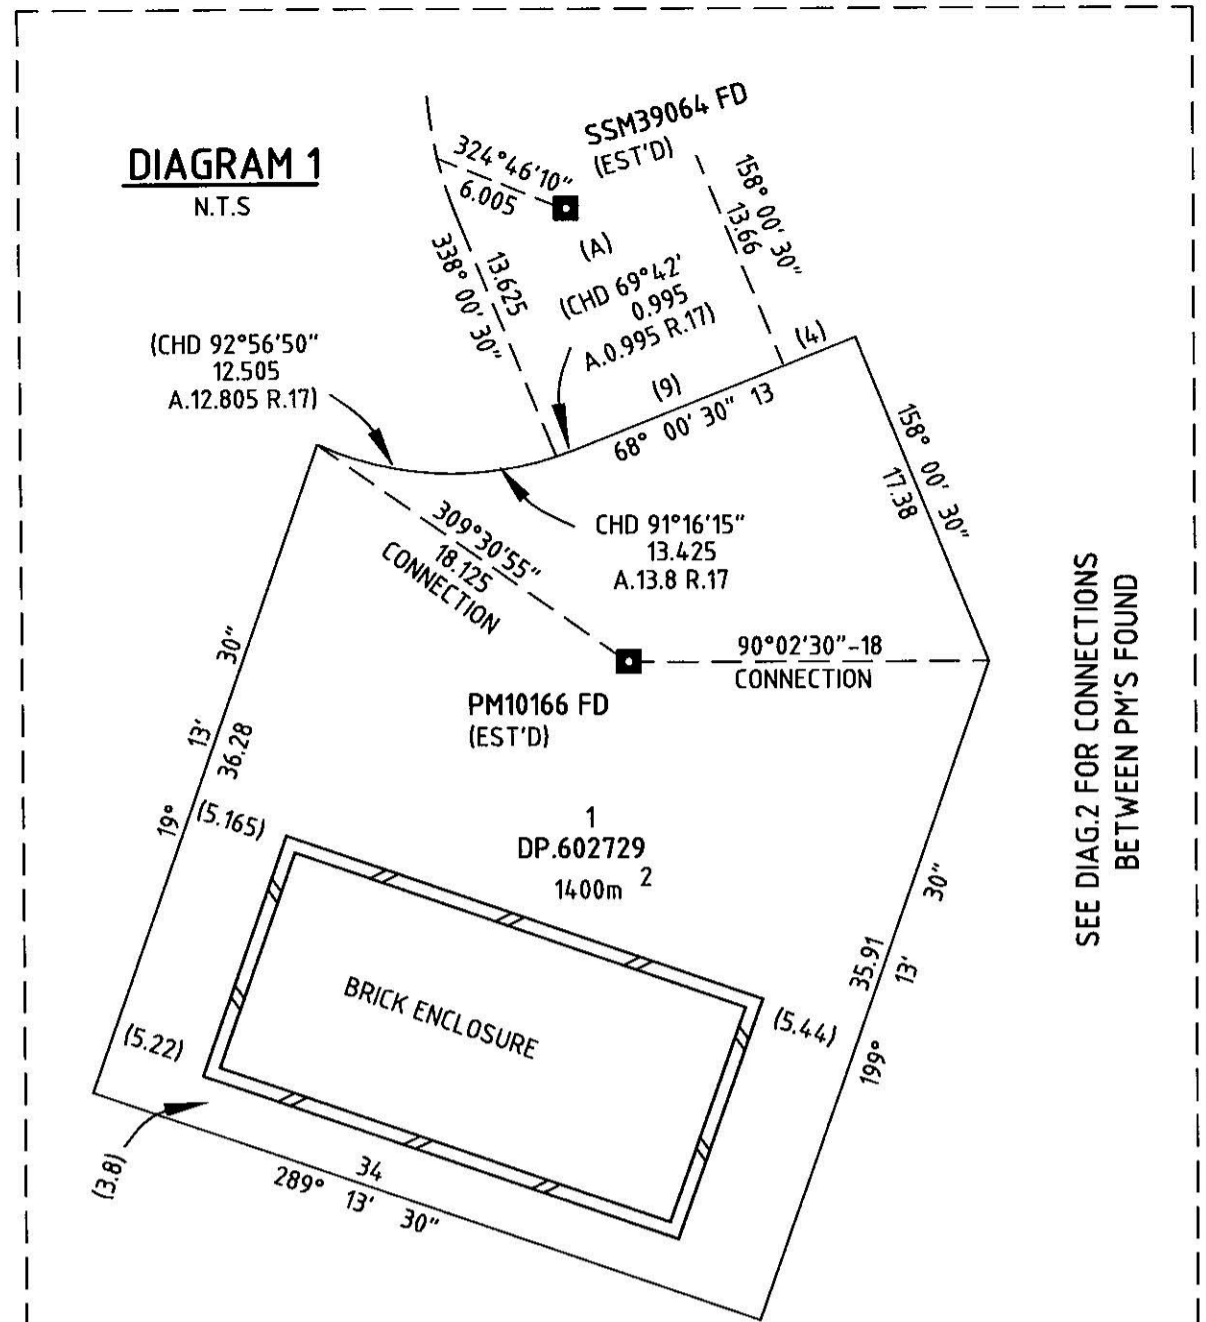 DIAGRAM 1
N.T.S
SSM39064 FD
(EST'D)
324°46'10"
6.005
(A)
158° 00' 30"
13.66
13.625
338° 00' 30"
(CHD 69°42'
0.995
A.0.995 R.17)
(CHD 92°56'50"
12.505
A.12.805 R.17)
(4)
(9)
68° 00' 30" 13
158° 00' 30"
17.38
309°30'55"
18.125
CONNECTION
CHD 91°16'15"
13.425
A.13.8 R.17
90°02'30"-18
CONNECTION
PM10166 FD
(EST'D)
SEE DIAG.2 FOR CONNECTIONS
BETWEEN PM'S FOUND
19° 13' 30"
36.28
(5.165)
1
DP.602729
1400m 2
199° 13' 30"
35.91
BRICK ENCLOSURE
(5.44)
(5.22)
(3.8)
34
289° 13' 30"